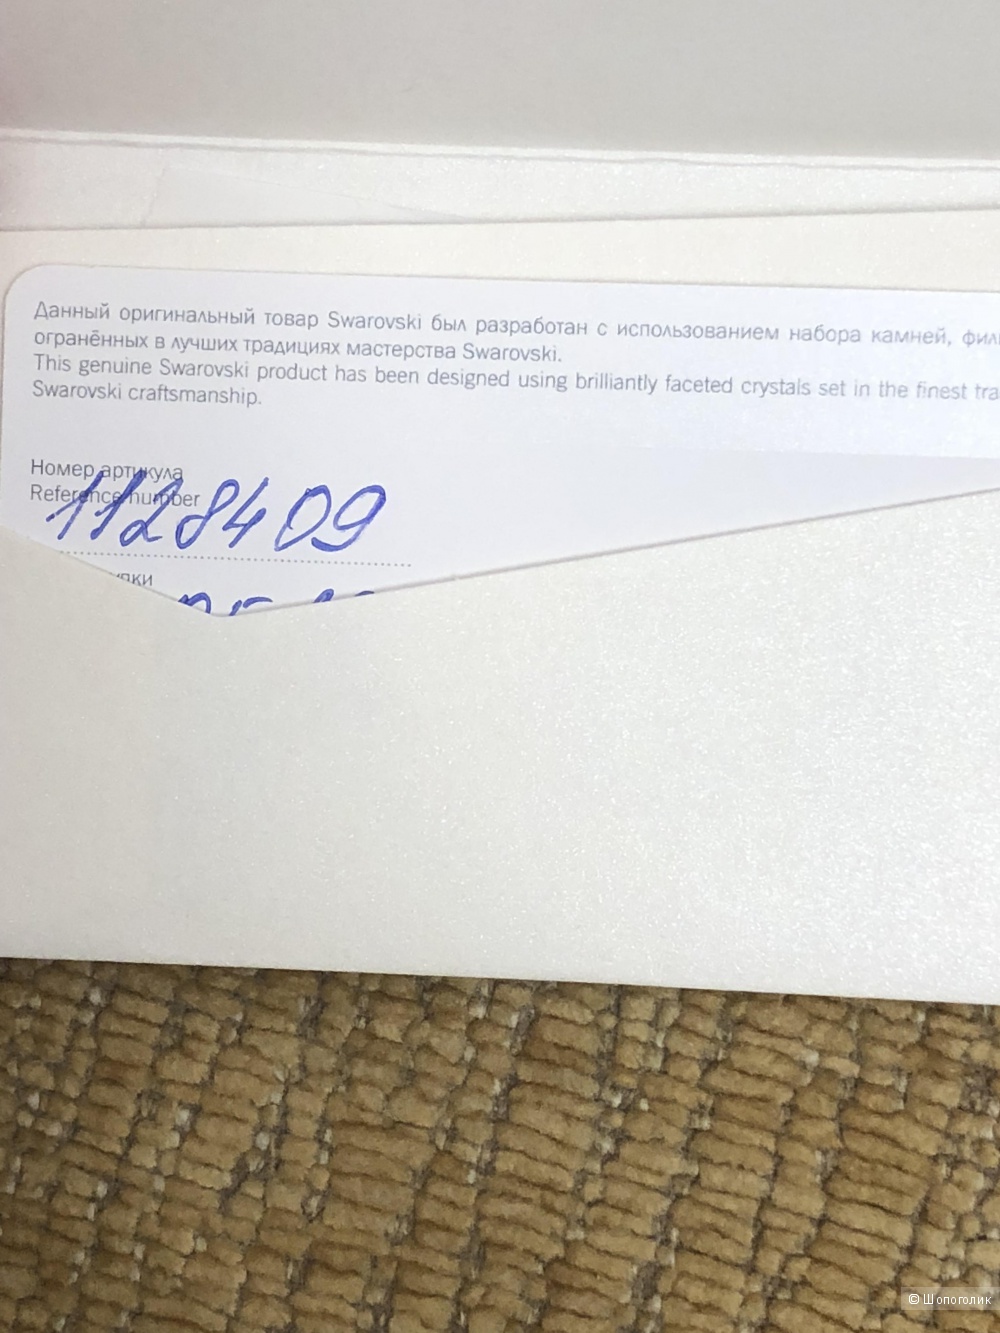 Данный оригинальный товар Swarovski был разработан с использованием набора камней,
огранённых в лучших традициях мастерства Swarovski.
This genuine Swarovski product has been designed using brilliantly faceted crystals set in the finest
Swarovski craftsmanship.
Номер артикула
Reference number
1128409
© Шопоголик